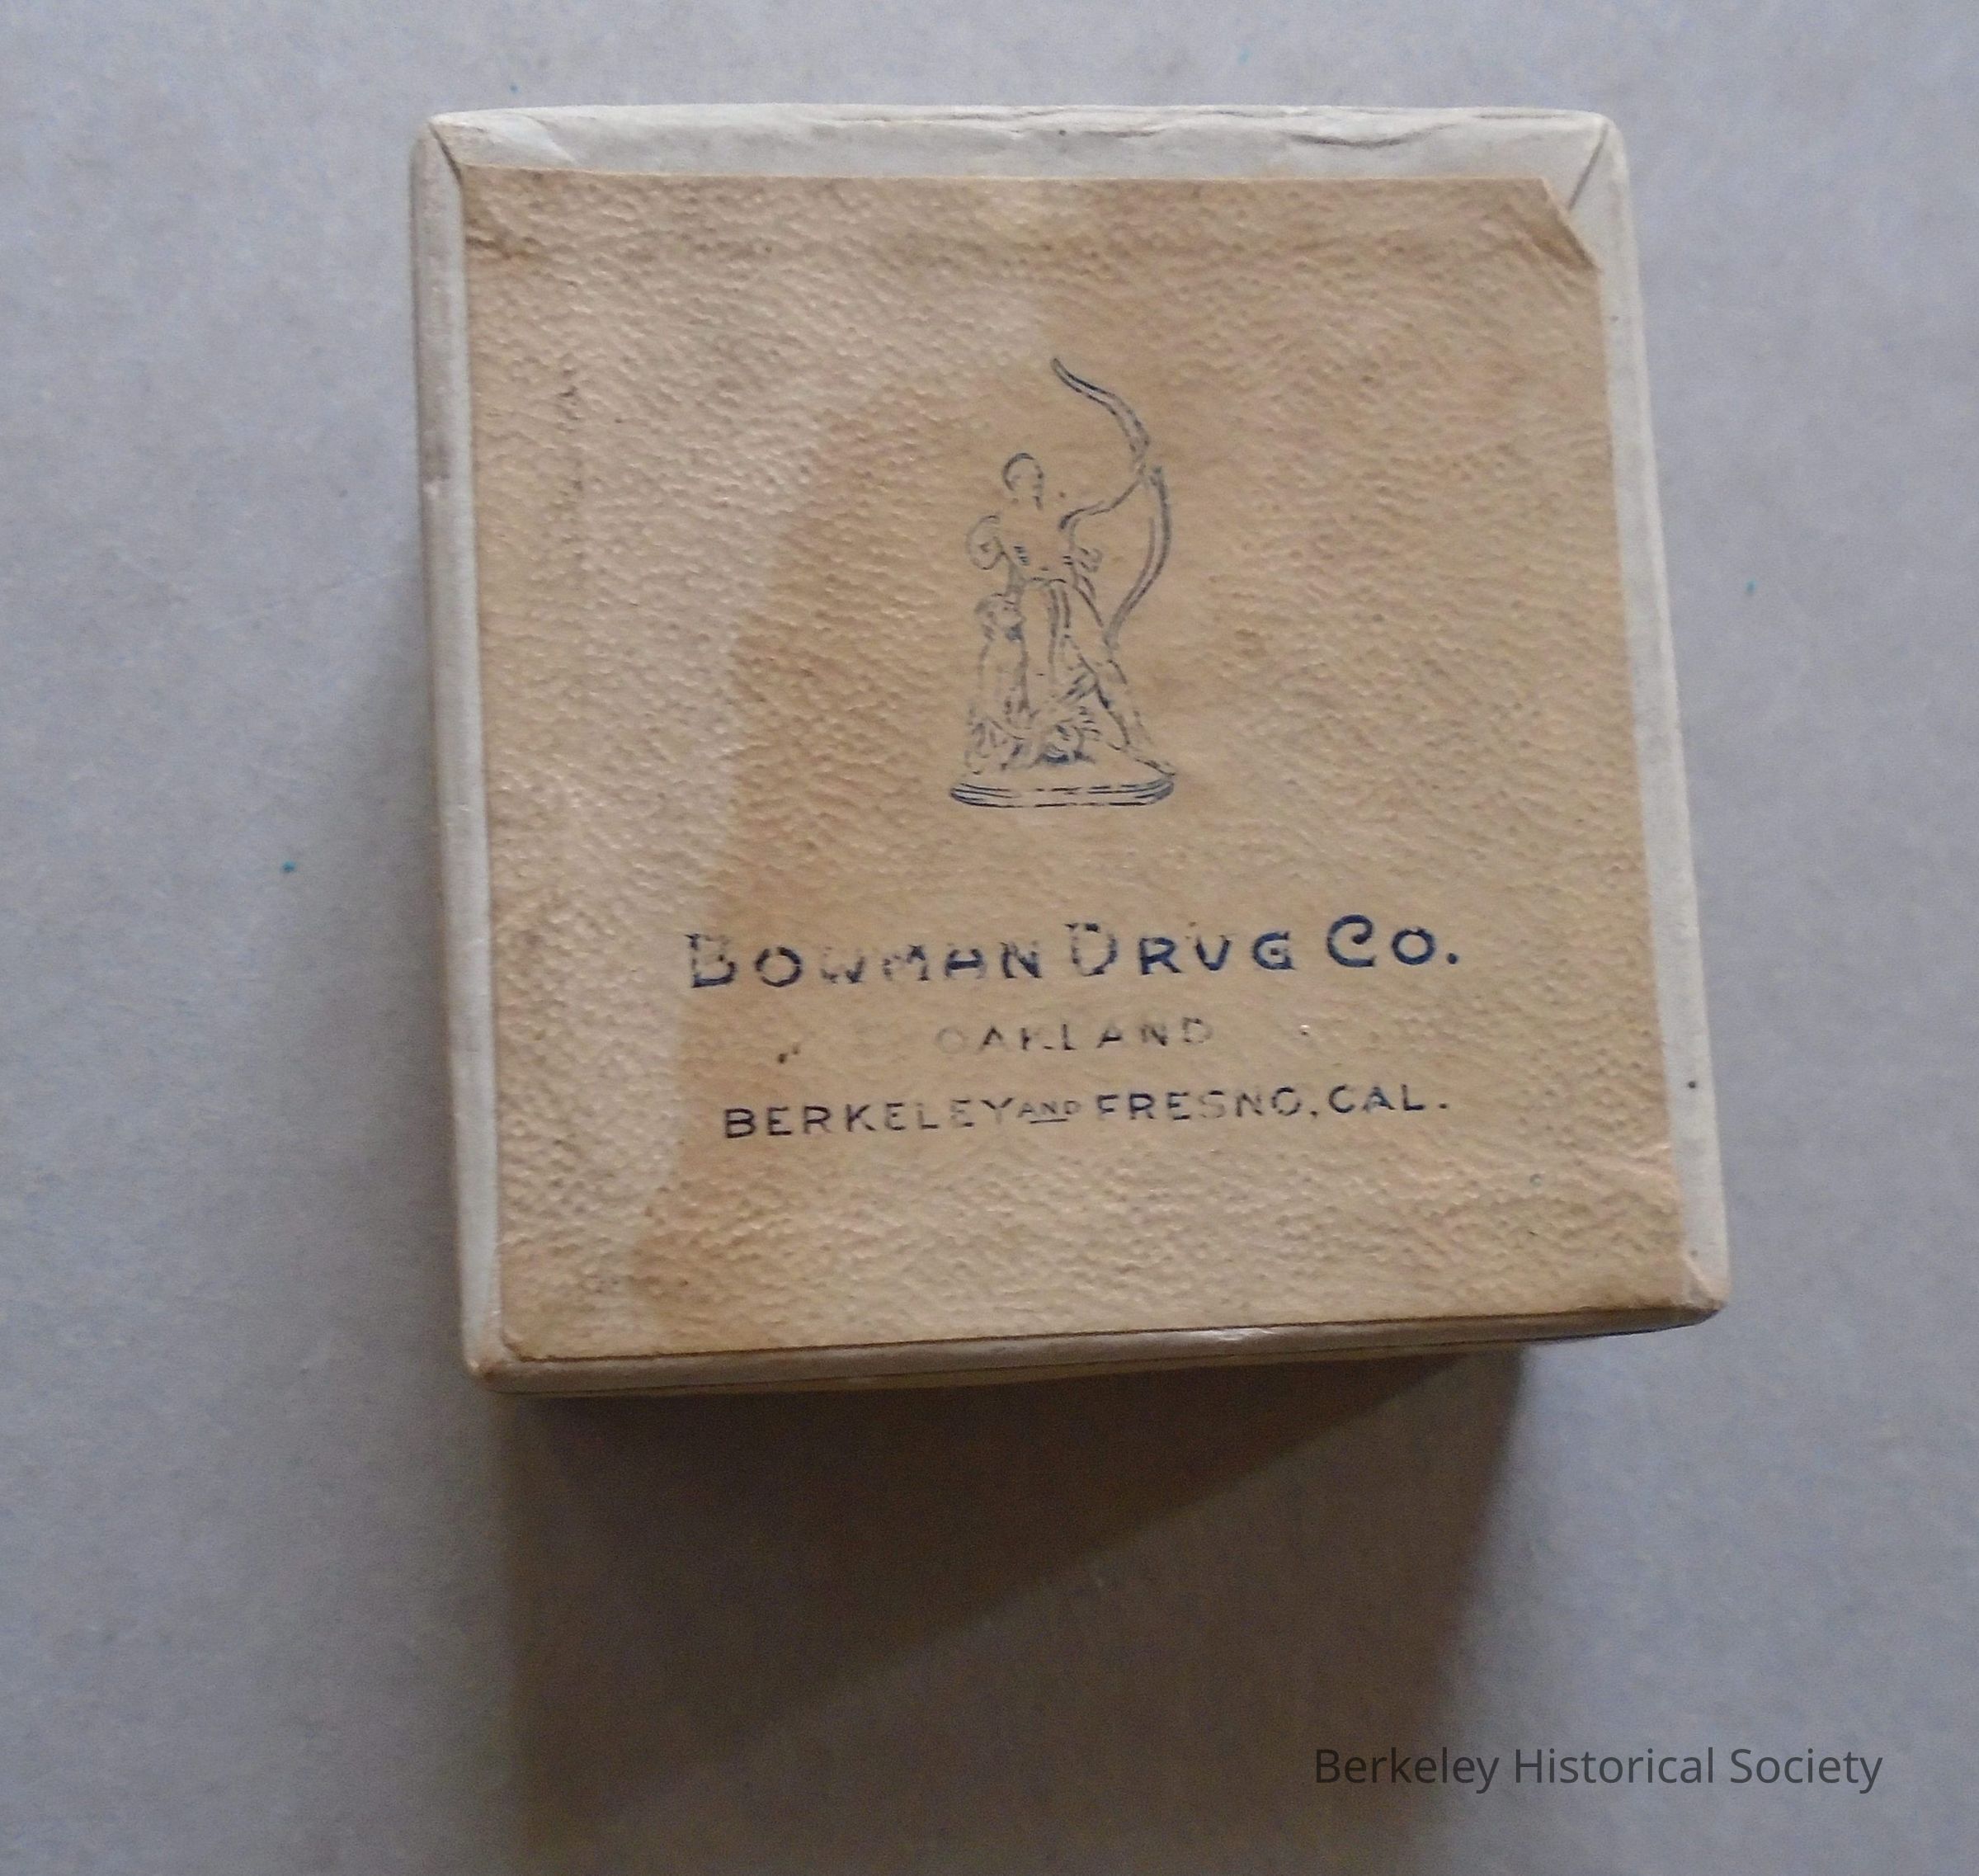 BOWMAN DRUG CO.
OAKLAND
BERKELEY AND FRESNO, CAL.
Berkeley Historical Society